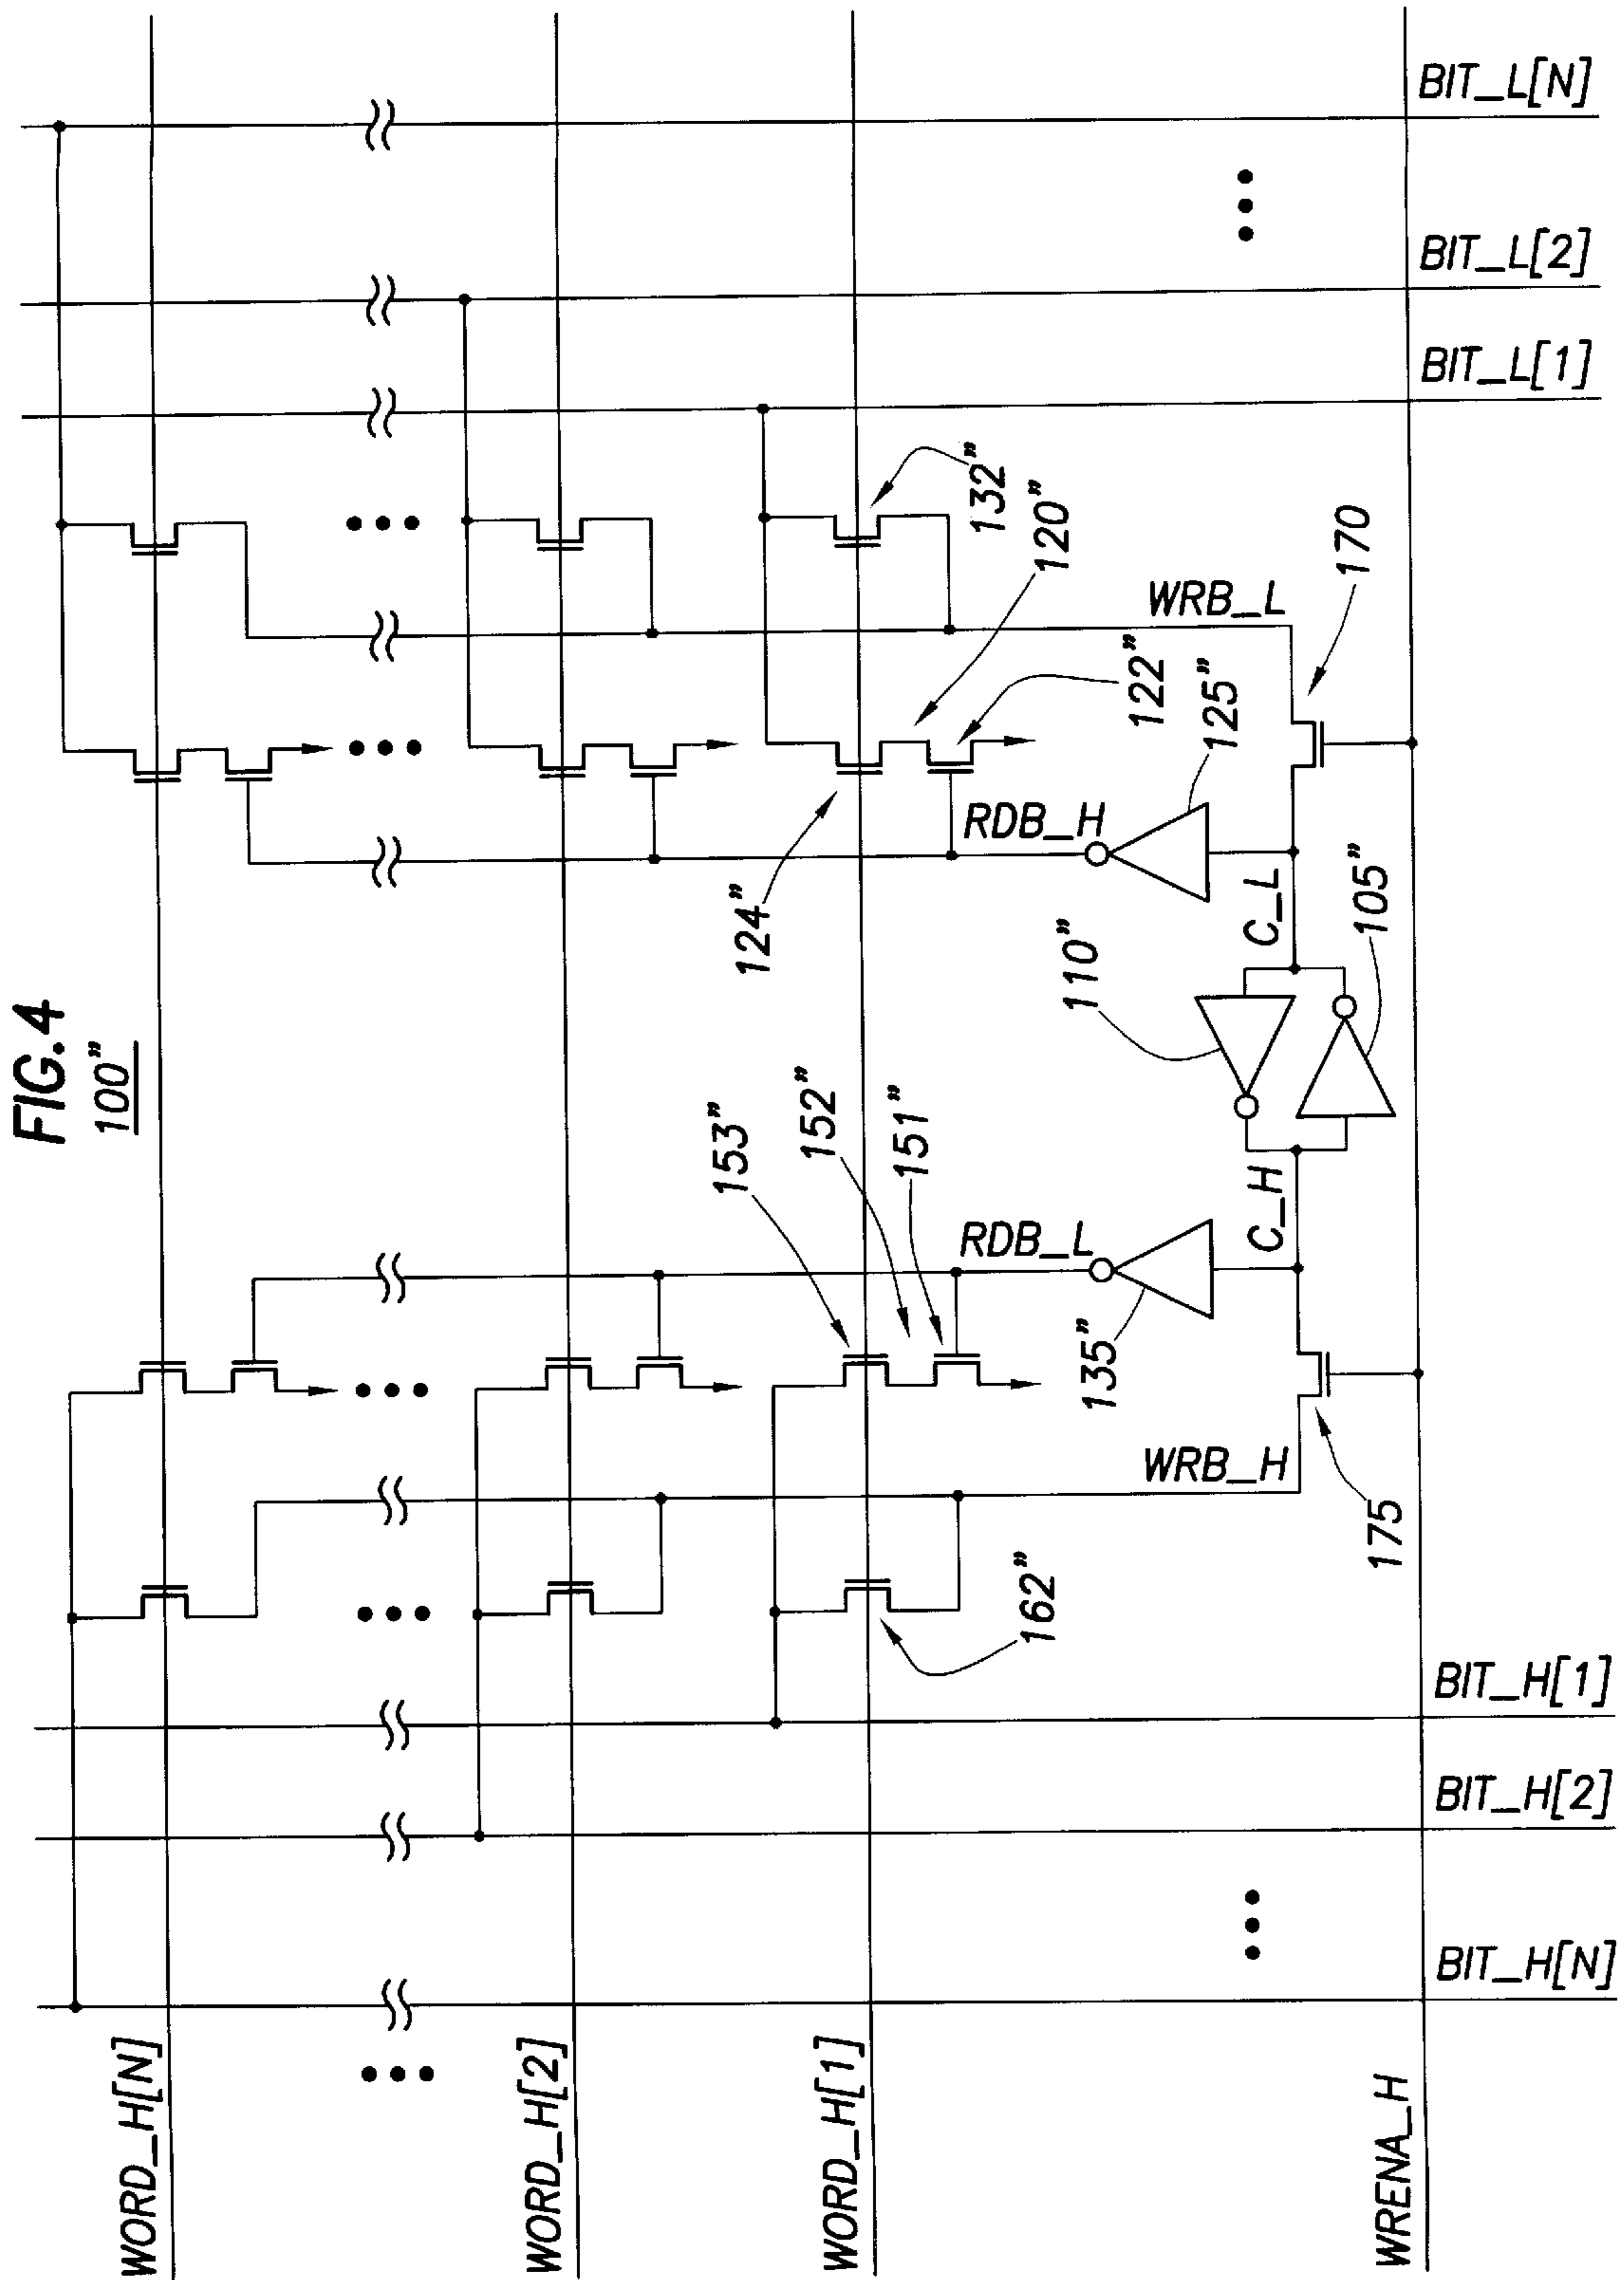 FIG.4
100"
WORD_H[N]
WORD_H[2]
WORD_H[1]
WRENA_H
BIT_H[N]
BIT_H[2]
BIT_H[1]
BIT_L[1]
BIT_L[2]
BIT_L[N]
162"
153"
152"
151"
124"
132"
120"
122"
125"
RDB_L
RDB_H
WRB_H
WRB_L
135"
C_H
C_L
110"
105"
175
170